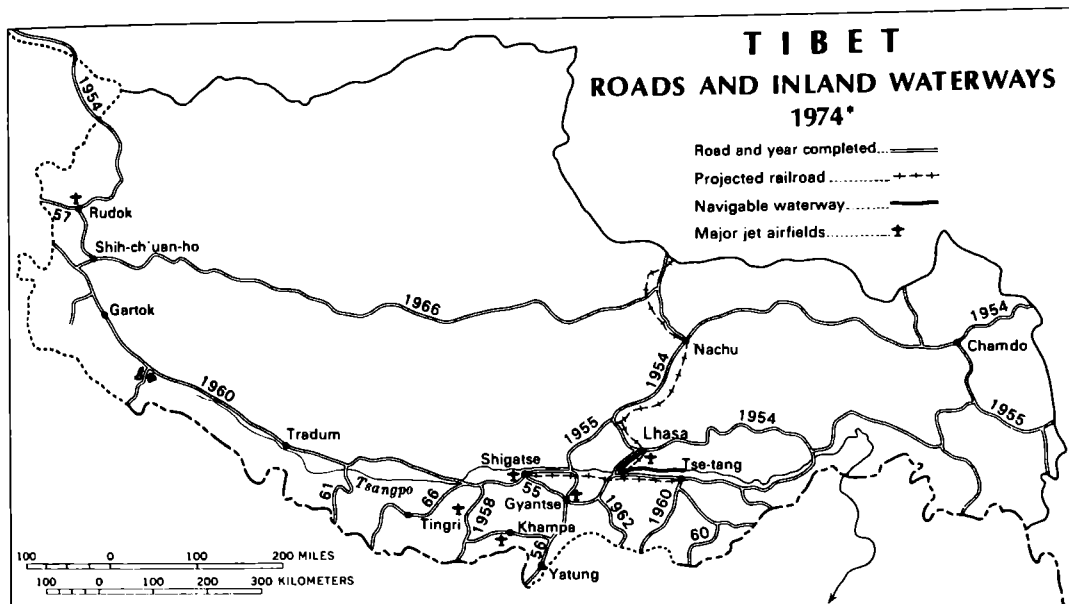 TIBET
ROADS AND INLAND WATERWAYS
1974*
Road and year completed
Projected railroad
Navigable waterway
Major jet airfields
1954
57
Rudok
Shih-ch'uan-ho
Gartok
1966
1954
Chamdo
Nachu
1954
1960
1955
1955
1954
Lhasa
Tradum
Shigatse
Tse-tang
Tsangpo
61
66
55
Gyantse
Tingri
1958
1962
1960
Khampa
60
56
Yatung
100 0 100 200 MILES
100 0 100 200 300 KILOMETERS